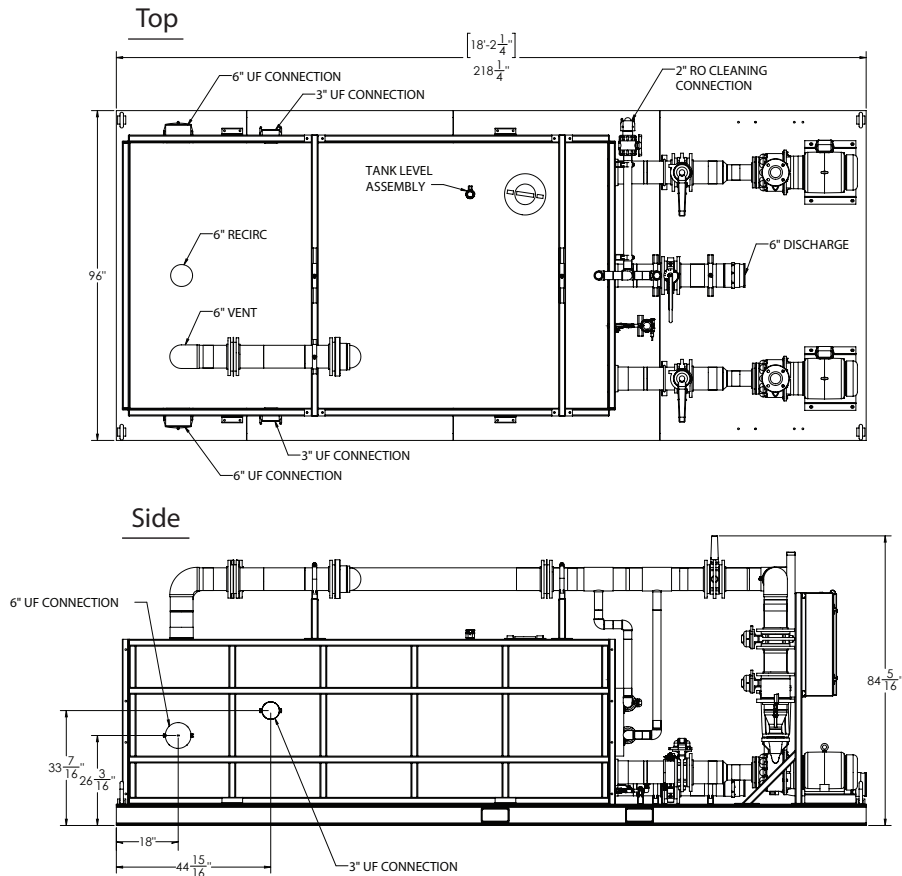 Top
[18'-2 1/4"]
218 1/4"
6" UF CONNECTION
3" UF CONNECTION
2" RO CLEANING
CONNECTION
TANK LEVEL
ASSEMBLY
6" RECIRC
6" DISCHARGE
96"
6" VENT
3" UF CONNECTION
6" UF CONNECTION
Side
6" UF CONNECTION
84 5/16"
33 7/16"
26 3/16"
18"
44 15/16"
3" UF CONNECTION